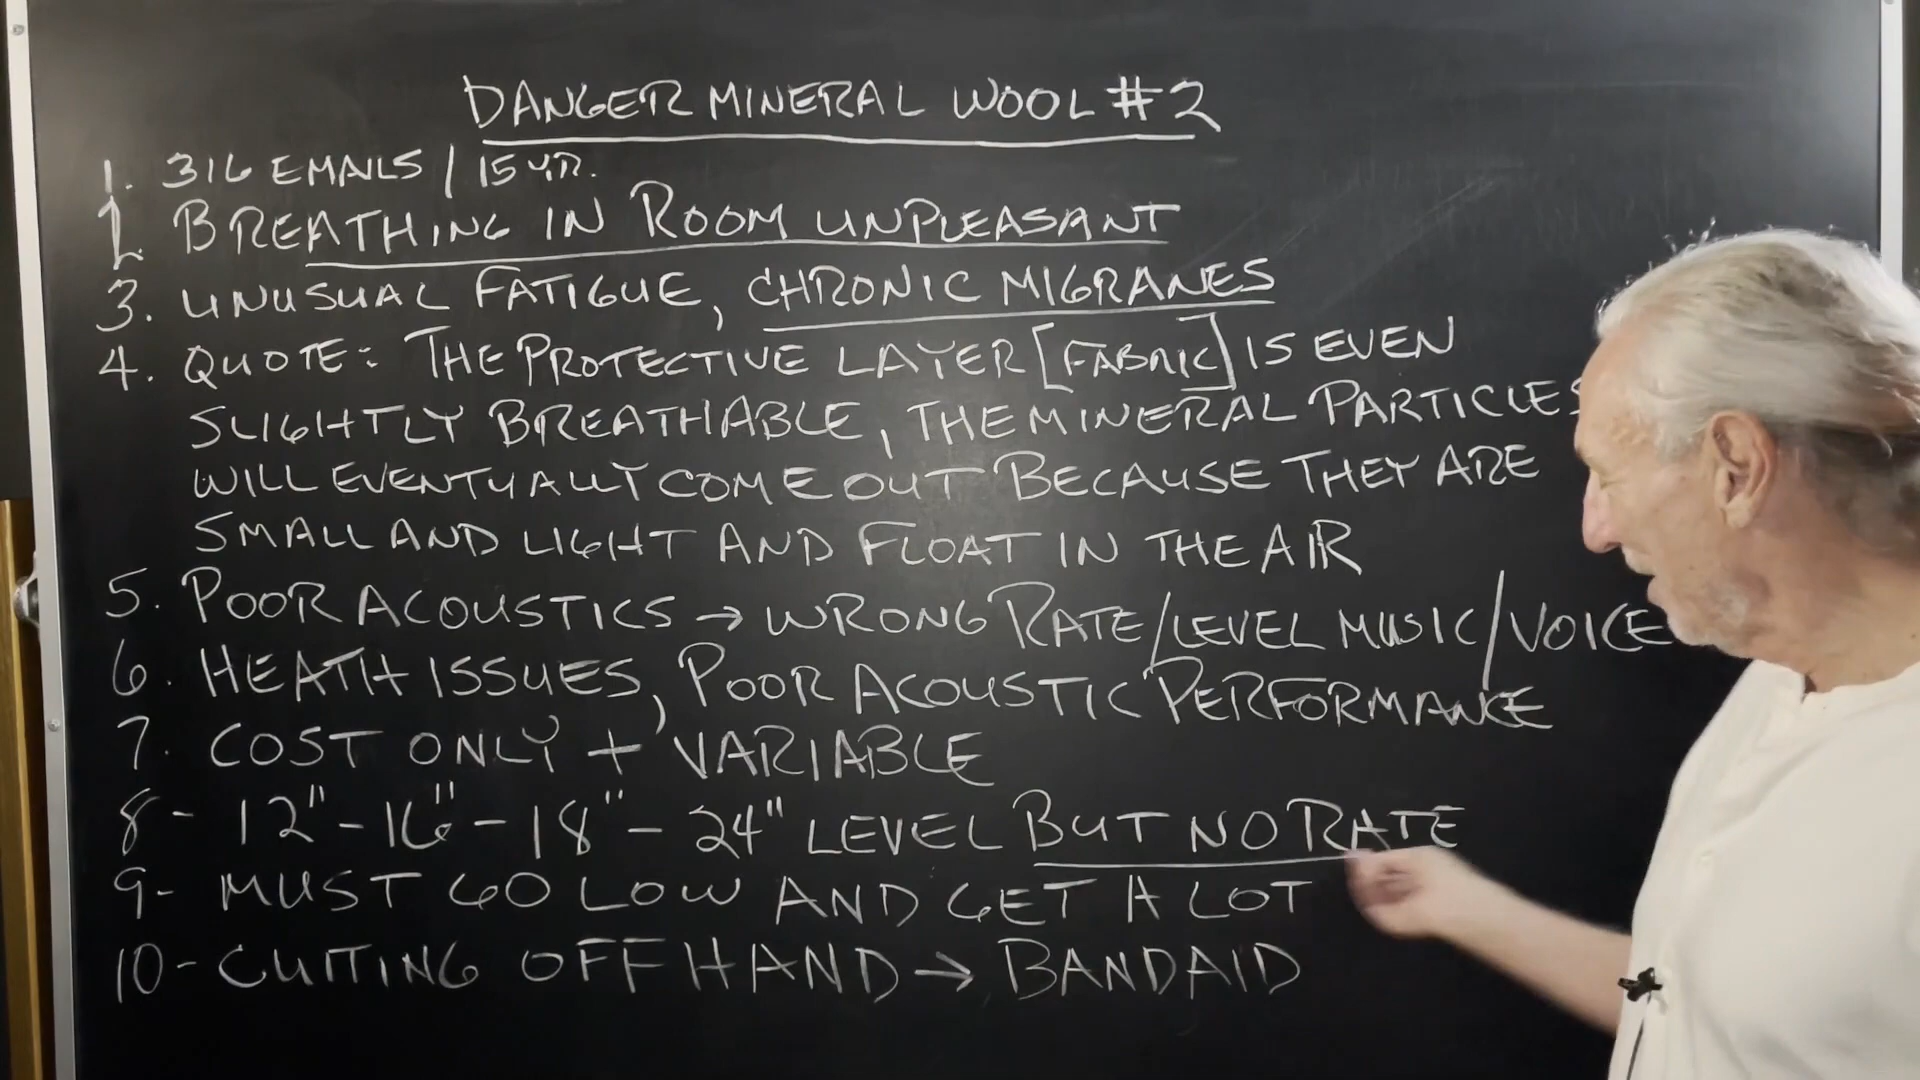 DANGER MINERAL WOOL #2
1. 316 EMAILS / 15 YR.
2. BREATHING IN ROOM UNPLEASANT
3. UNUSUAL FATIGUE, CHRONIC MIGRANES
4. QUOTE: THE PROTECTIVE LAYER [FABRIC] IS EVEN
SLIGHTLY BREATHABLE, THE MINERAL PARTICLES
WILL EVENTUALLY COME OUT BECAUSE THEY ARE
SMALL AND LIGHT AND FLOAT IN THE AIR
5. POOR ACOUSTICS → WRONG RATE/LEVEL MUSIC/VOICE
6. HEATH ISSUES, POOR ACOUSTIC PERFORMANCE
7. COST ONLY + VARIABLE
8- 12"-16"-18"-24" LEVEL BUT NO RATE
9- MUST GO LOW AND GET A LOT
10- CUTTING OFF HAND → BANDAID